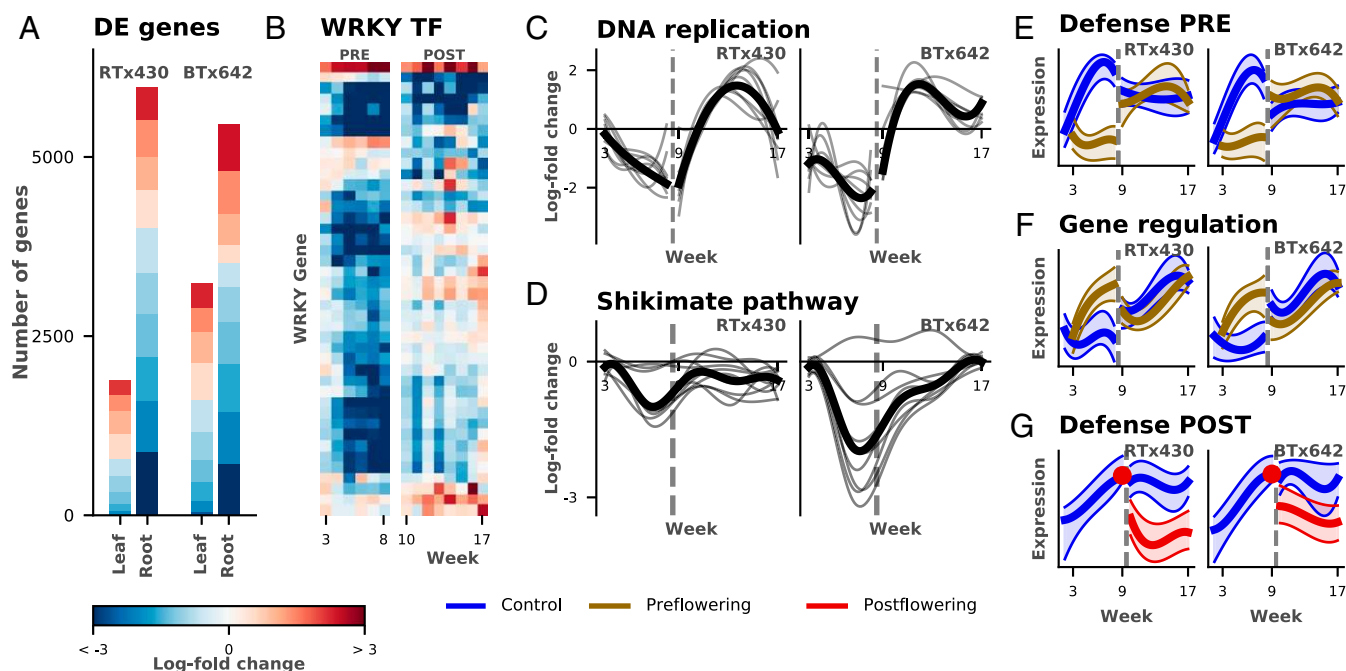 A
DE genes
RTx430
BTx642
5000
2500
0
Number of genes
Leaf
Root
Leaf
Root
< -3
0
> 3
Log-fold change
B
WRKY TF
PRE
POST
WRKY Gene
3
8
10
17
Week
C
DNA replication
RTx430
BTx642
2
0
-2
Log-fold change
3
9
17
3
9
17
Week
Week
D
Shikimate pathway
RTx430
BTx642
0
-3
Log-fold change
3
9
17
3
9
17
Week
Week
Control
Preflowering
Postflowering
E
Defense PRE
RTx430
BTx642
Expression
3
9
17
3
9
17
F
Gene regulation
RTx430
BTx642
Expression
3
9
17
3
9
17
G
Defense POST
RTx430
BTx642
Expression
3
9
17
3
9
17
Week
Week